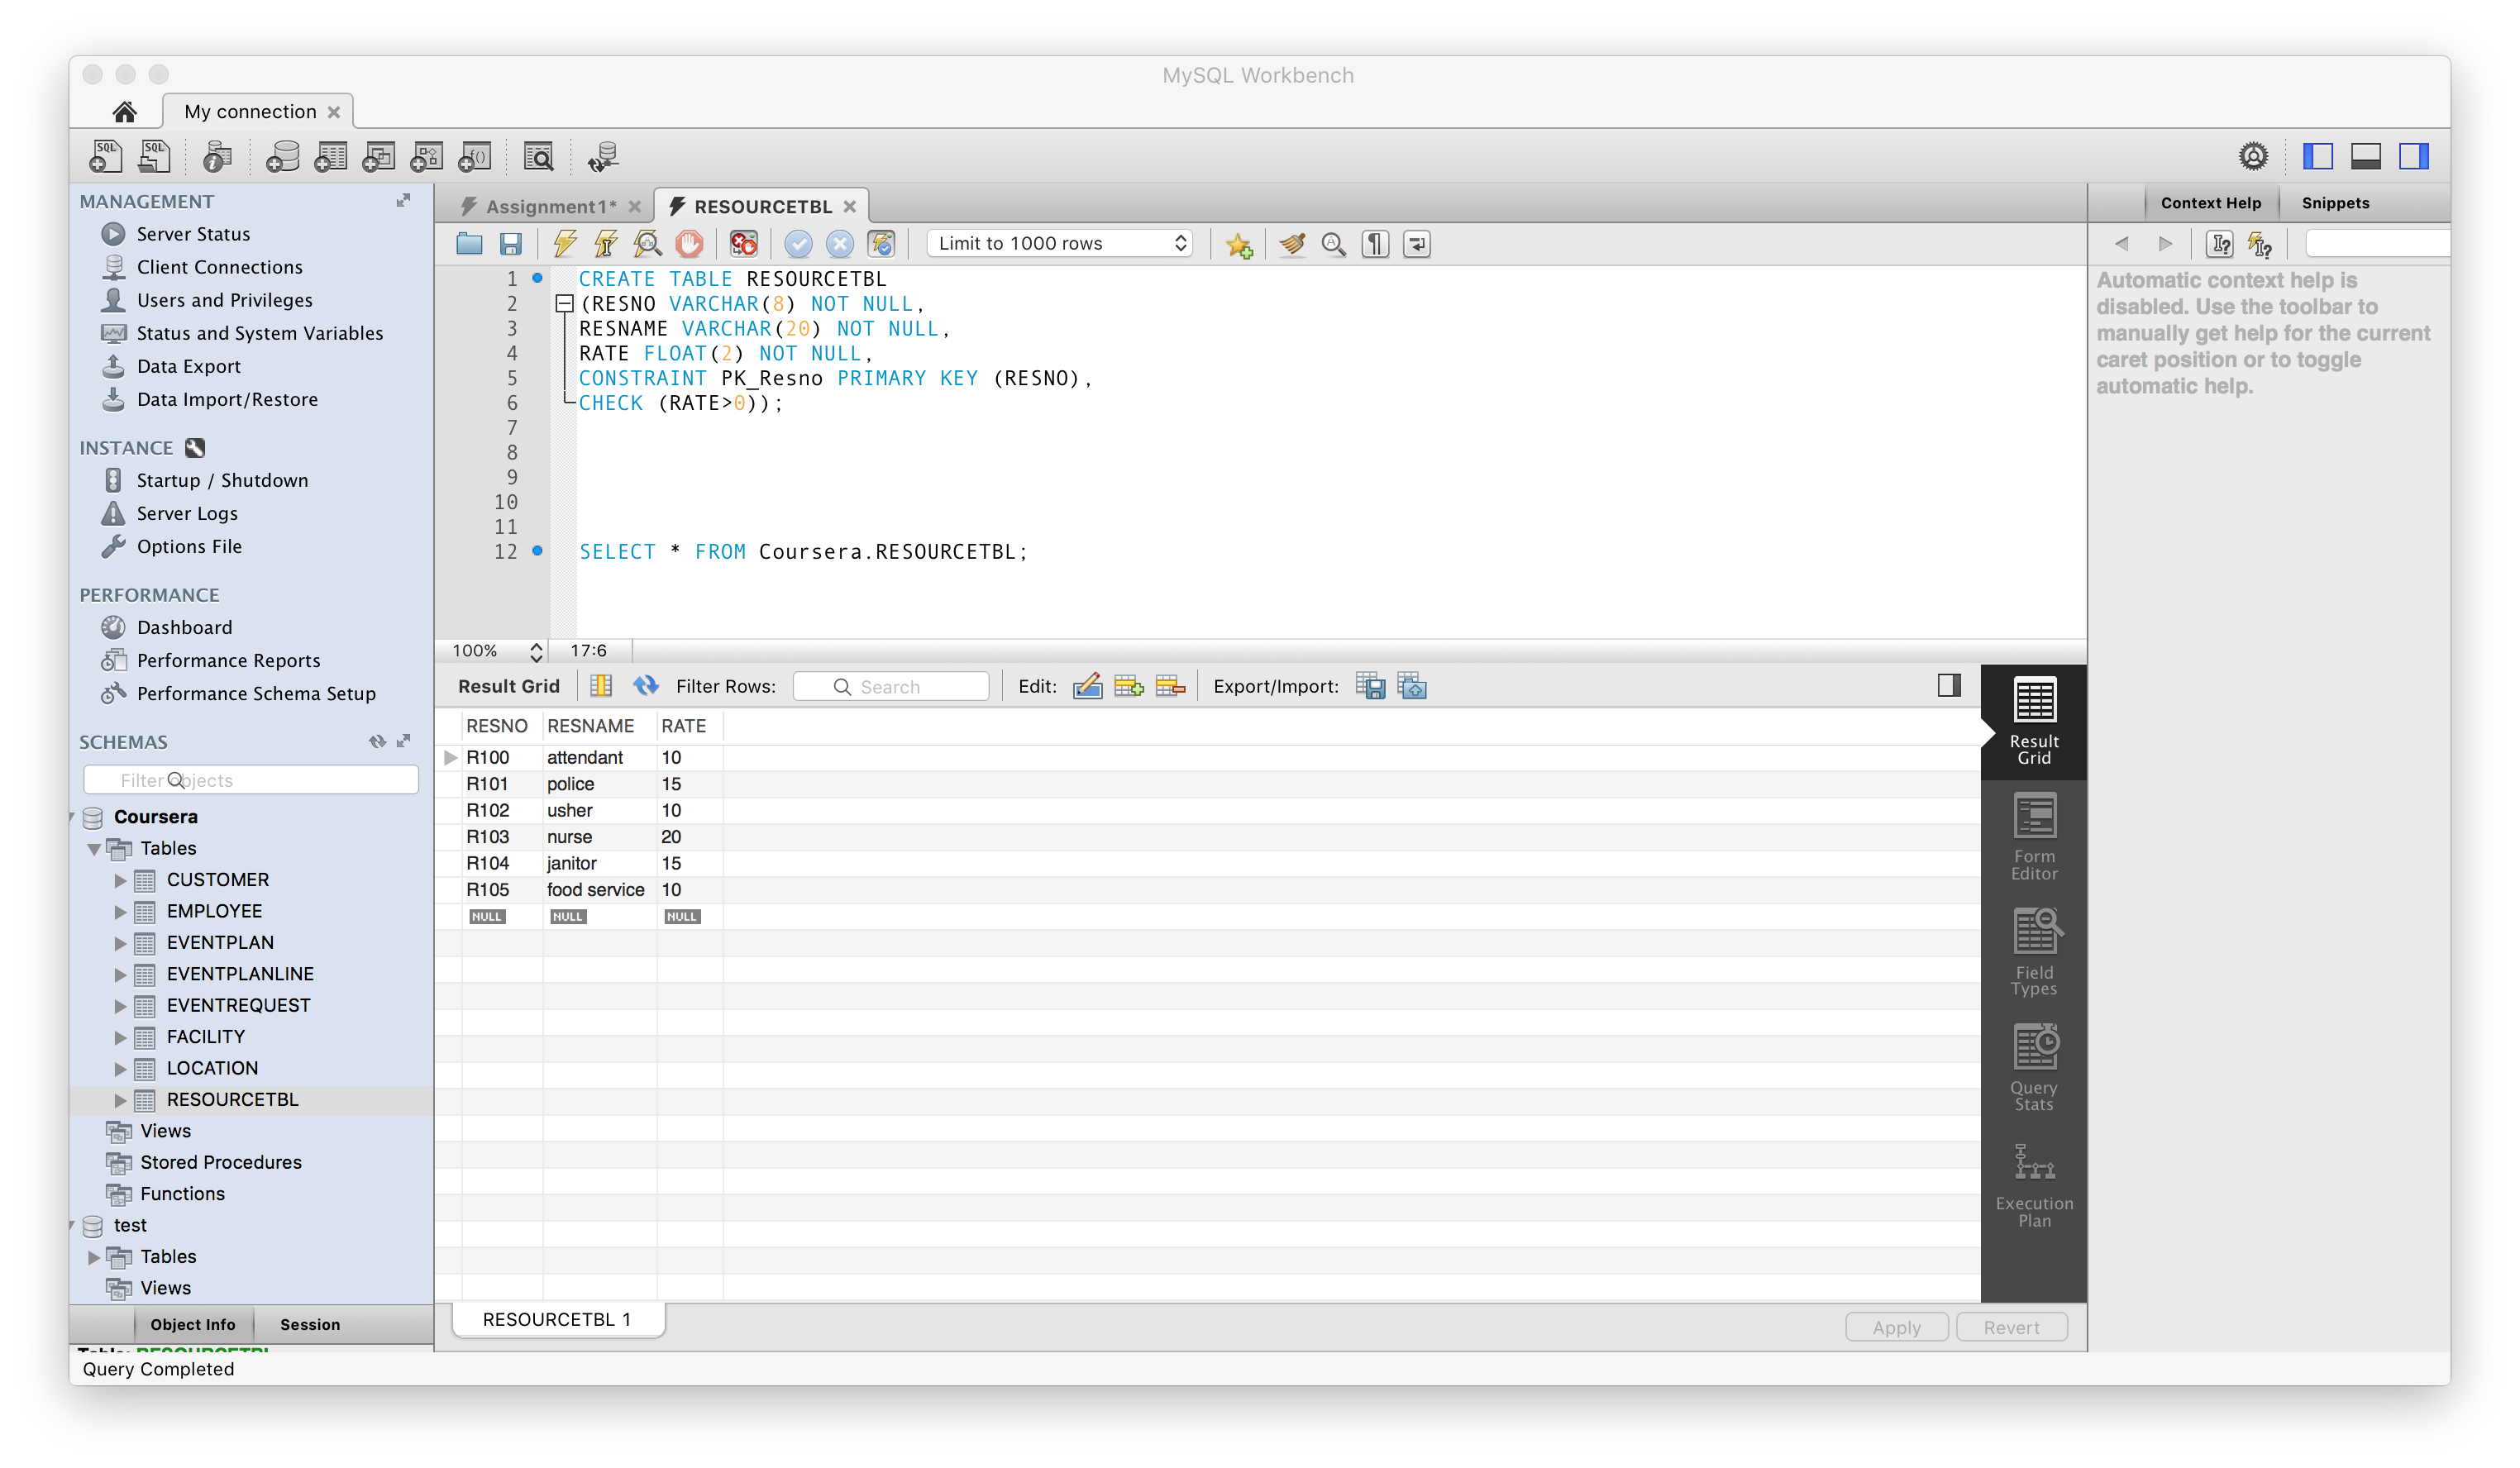 MySQL Workbench
My connection
SQL SQL
MANAGEMENT
Server Status
Client Connections
Users and Privileges
Status and System Variables
Data Export
Data Import/Restore
INSTANCE
Startup / Shutdown
Server Logs
Options File
PERFORMANCE
Dashboard
Performance Reports
Performance Schema Setup
SCHEMAS
Filter objects
Coursera
Tables
CUSTOMER
EMPLOYEE
EVENTPLAN
EVENTPLANLINE
EVENTREQUEST
FACILITY
LOCATION
RESOURCETBL
Views
Stored Procedures
Functions
test
Tables
Views
Object Info Session
Table: RESOURCETBL
Query Completed
Assignment1* RESOURCETBL
Limit to 1000 rows
1 CREATE TABLE RESOURCETBL
2 (RESNO VARCHAR(8) NOT NULL,
3 RESNAME VARCHAR(20) NOT NULL,
4 RATE FLOAT(2) NOT NULL,
5 CONSTRAINT PK_Resno PRIMARY KEY (RESNO),
6 CHECK (RATE>0));
7
8
9
10
11
12 SELECT * FROM Coursera.RESOURCETBL;
100% 17:6
Result Grid Filter Rows: Search Edit: Export/Import:
RESNO RESNAME RATE
R100 attendant 10
R101 police 15
R102 usher 10
R103 nurse 20
R104 janitor 15
R105 food service 10
NULL NULL NULL
RESOURCETBL 1
Apply Revert
Result
Grid
Form
Editor
Field
Types
Query
Stats
Execution
Plan
Context Help Snippets
Automatic context help is
disabled. Use the toolbar to
manually get help for the current
caret position or to toggle
automatic help.